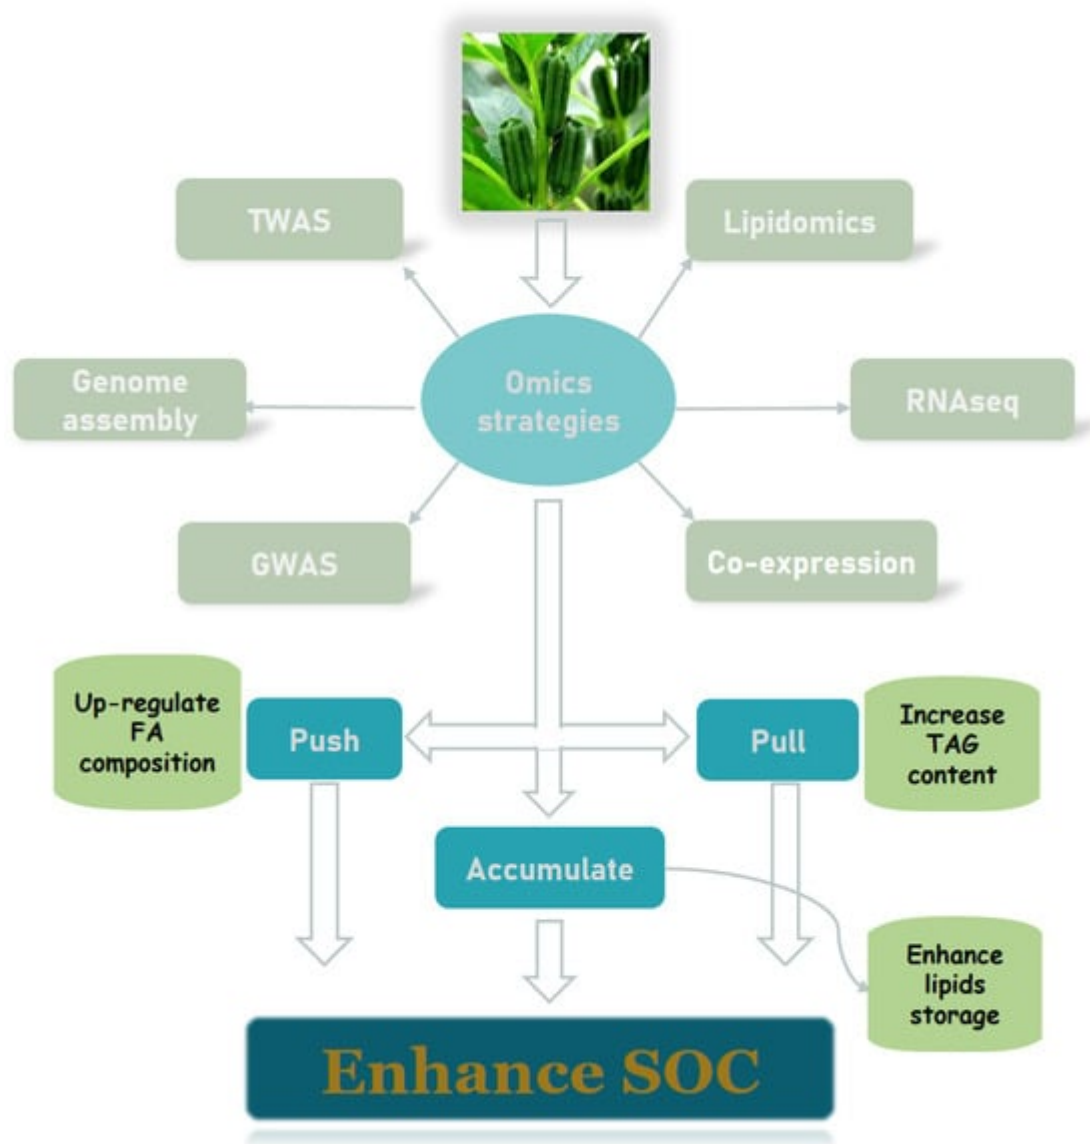 TWAS
Lipidomics
Omics
strategies
Genome
assembly
RNAseq
GWAS
Co-expression
Up-regulate
FA
composition
Push
Pull
Increase
TAG
content
Accumulate
Enhance
lipids
storage
Enhance SOC